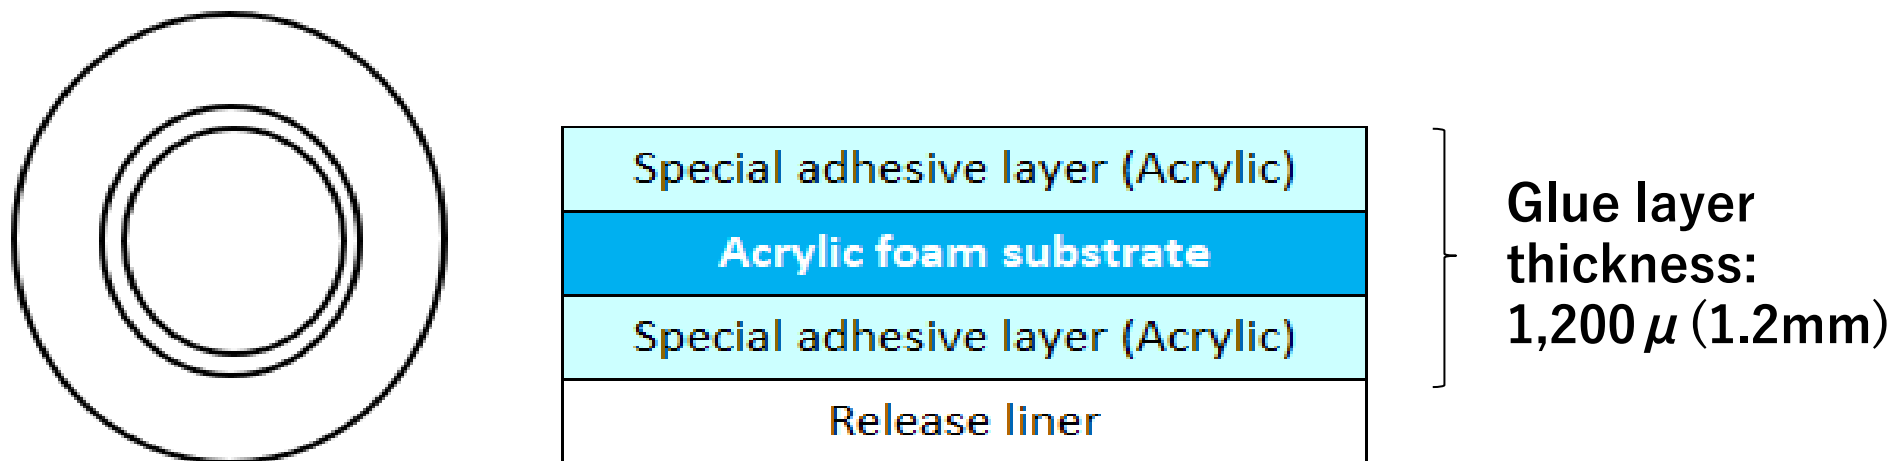 Special adhesive layer (Acrylic)
Acrylic foam substrate
Special adhesive layer (Acrylic)
Release liner
Glue layer
thickness:
1,200μ(1.2mm)